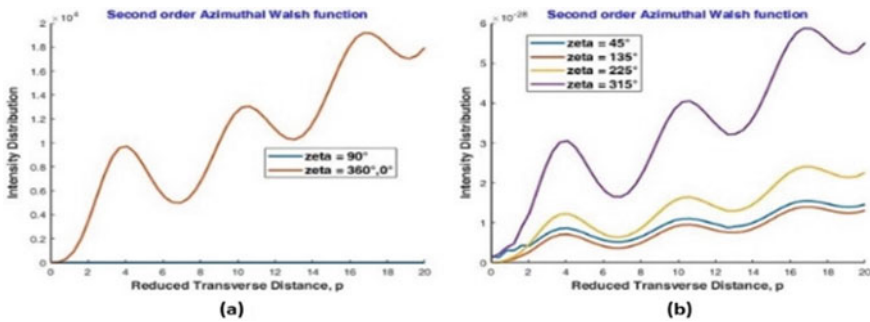 Second order Azimuthal Walsh function
×10⁴
2
1.8
1.6
1.4
1.2
1
0.8
0.6
0.4
0.2
0
Intensity Distribution
zeta = 90°
zeta = 360°,0°
0 2 4 6 8 10 12 14 16 18 20
Reduced Transverse Distance, p
(a)
Second order Azimuthal Walsh function
×10⁻²⁸
6
5
4
3
2
1
0
Intensity Distribution
zeta = 45°
zeta = 135°
zeta = 225°
zeta = 315°
0 2 4 6 8 10 12 14 16 18 20
Reduced Transverse Distance, p
(b)